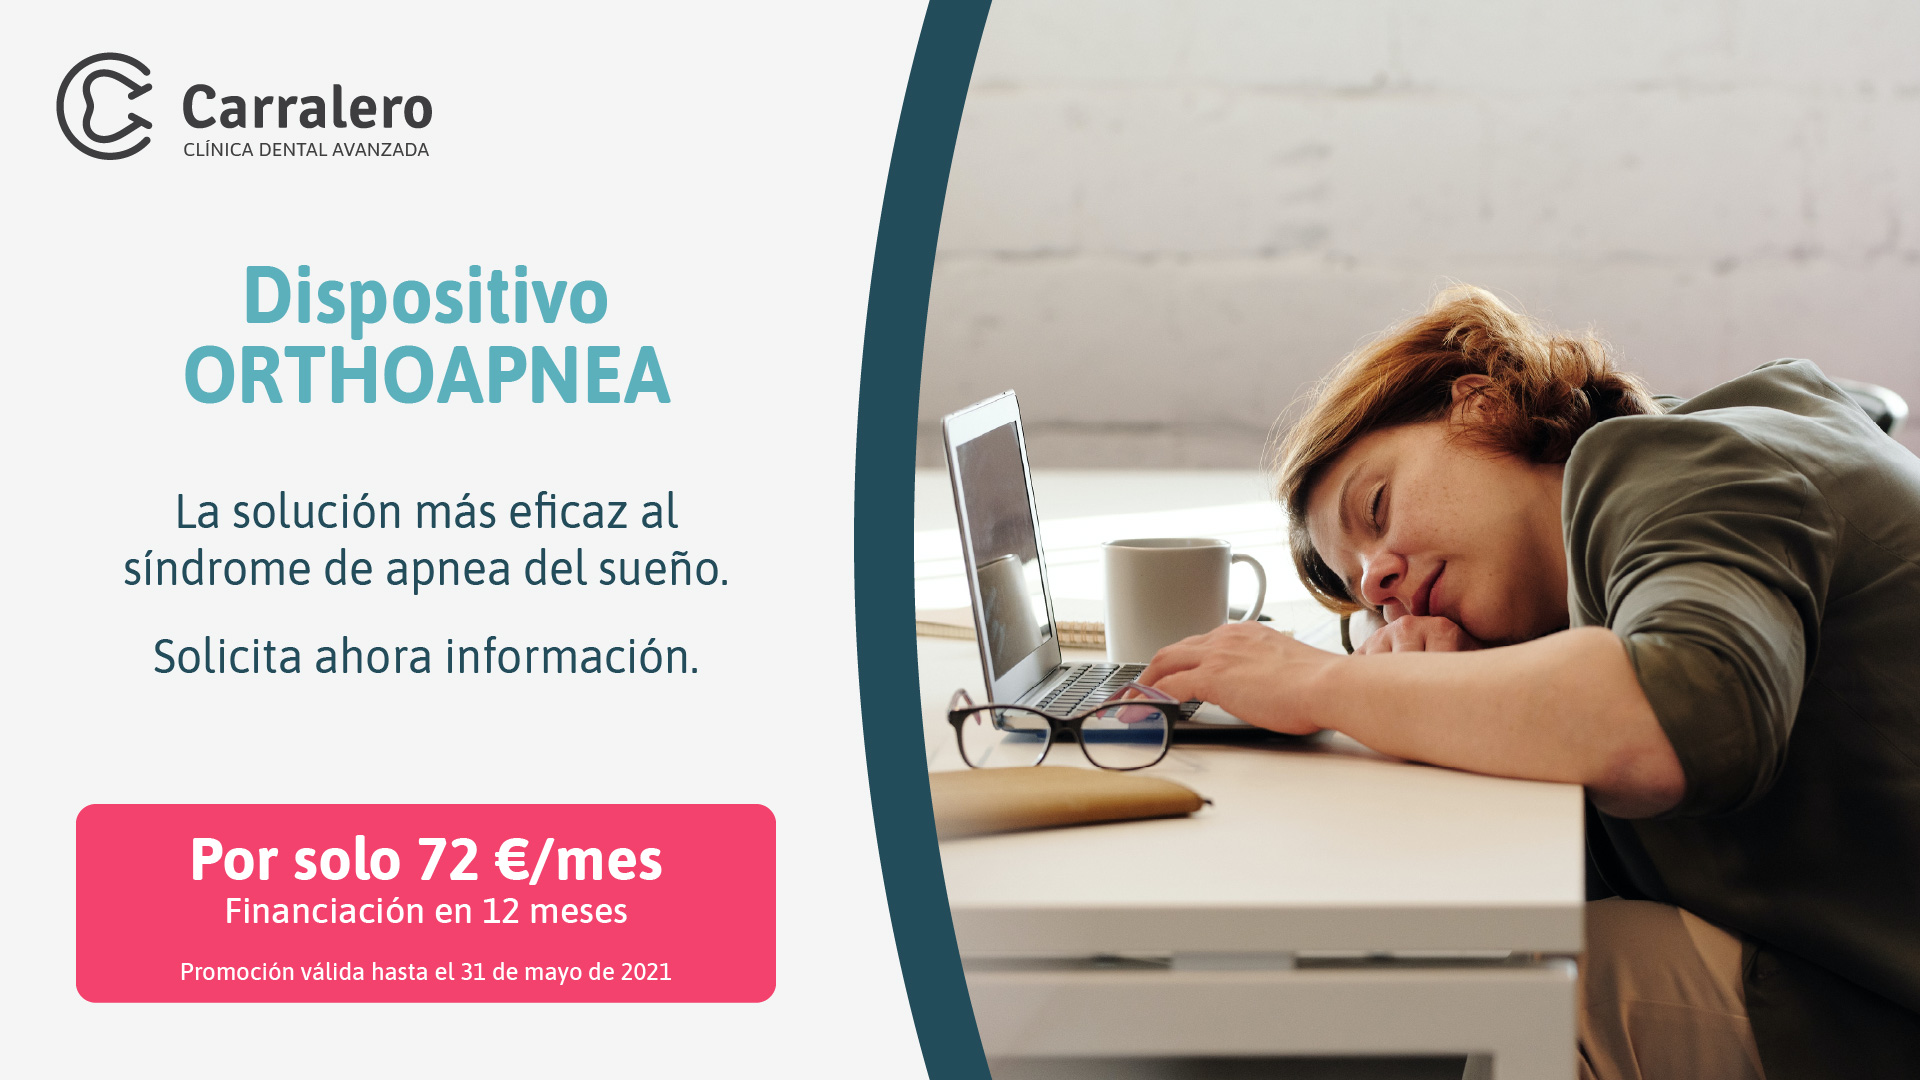 Carralero
CLÍNICA DENTAL AVANZADA
Dispositivo
ORTHOAPNEA
La solución más eficaz al
síndrome de apnea del sueño.
Solicita ahora información.
Por solo 72 €/mes
Financiación en 12 meses
Promoción válida hasta el 31 de mayo de 2021